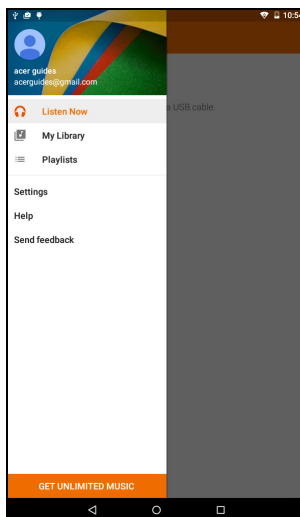 10:54
acer guides
acerguides@gmail.com
Listen Now
a USB cable.
My Library
Playlists
Settings
Help
Send feedback
GET UNLIMITED MUSIC